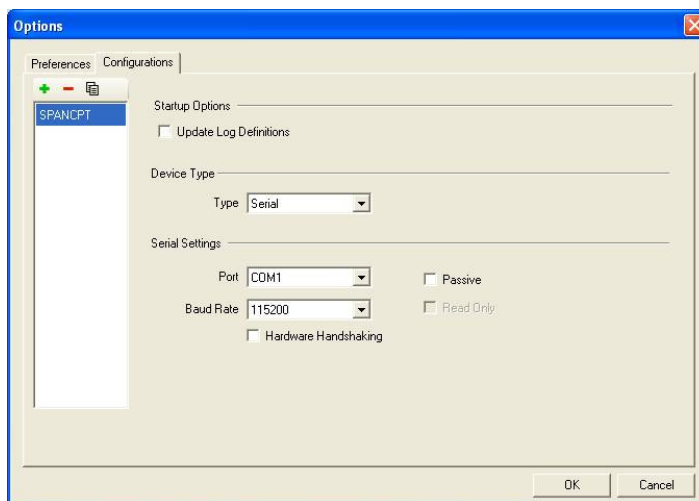 Options
Preferences Configurations
SPANCPT
Startup Options
Update Log Definitions
Device Type
Type Serial
Serial Settings
Port COM1 Passive
Baud Rate 115200 Read Only
Hardware Handshaking
OK Cancel